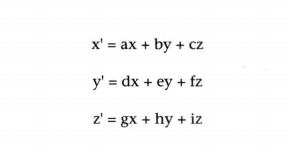 x' = ax + by + cz
y' = dx + ey + fz
z' = gx + hy + iz